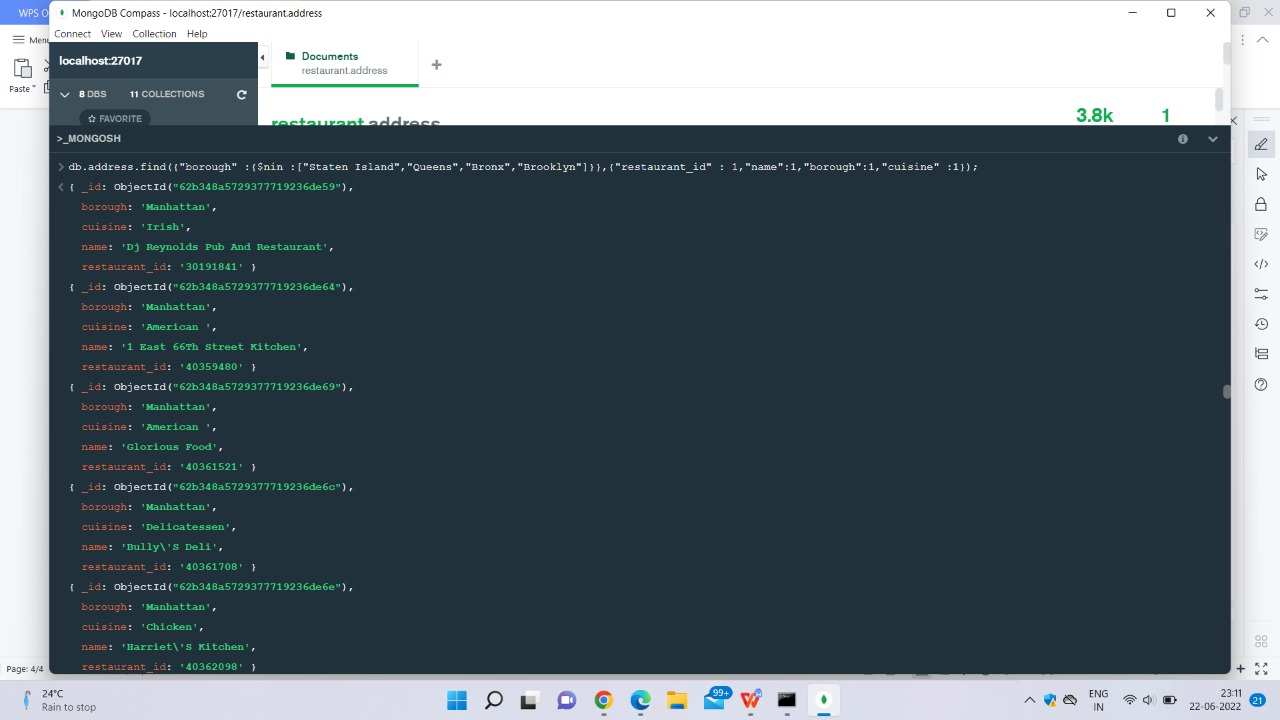 WPS O
MongoDB Compass - localhost:27017/restaurant.address
Menu
Connect View Collection Help
localhost:27017
Documents
restaurant.address
Paste
8 DBS 11 COLLECTIONS
FAVORITE
restaurant.address
3.8k 1
>_MONGOSH
db.address.find({"borough" :{$nin :["Staten Island","Queens","Bronx","Brooklyn"]}},{"restaurant_id" : 1,"name":1,"borough":1,"cuisine" :1});
{ _id: ObjectId("62b348a5729377719236de59"),
borough: 'Manhattan',
cuisine: 'Irish',
name: 'Dj Reynolds Pub And Restaurant',
restaurant_id: '30191841' }
{ _id: ObjectId("62b348a5729377719236de64"),
borough: 'Manhattan',
cuisine: 'American ',
name: '1 East 66Th Street Kitchen',
restaurant_id: '40359480' }
{ _id: ObjectId("62b348a5729377719236de69"),
borough: 'Manhattan',
cuisine: 'American ',
name: 'Glorious Food',
restaurant_id: '40361521' }
{ _id: ObjectId("62b348a5729377719236de6c"),
borough: 'Manhattan',
cuisine: 'Delicatessen',
name: 'Bully\'S Deli',
restaurant_id: '40361708' }
{ _id: ObjectId("62b348a5729377719236de6e"),
borough: 'Manhattan',
cuisine: 'Chicken',
name: 'Harriet\'S Kitchen',
restaurant_id: '40362098' }
Page: 4/4
24°C
Rain to stop
99+
ENG
IN
23:11
22-06-2022
21